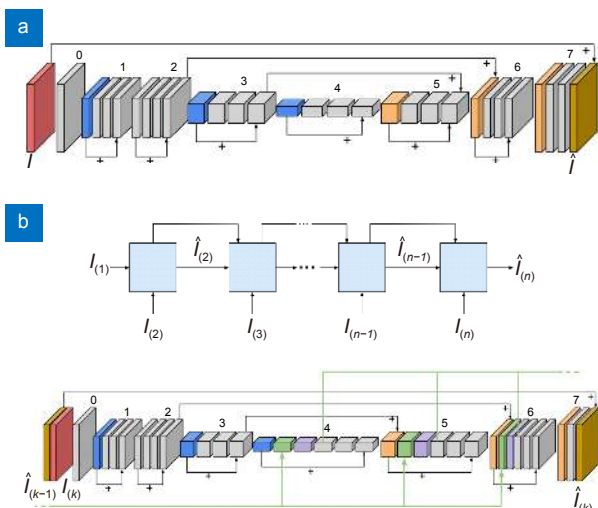 a
0 1 2 3 4 5 6 7
+ + + +
+ + + + +
I Î
b
I(1) Î(2) ... Î(n−1) Î(n)
I(2) I(3) I(n−1) I(n)
0 1 2 3 4 5 6 7
+ + + +
+ + + + +
Î(k−1) I(k) Î(k)